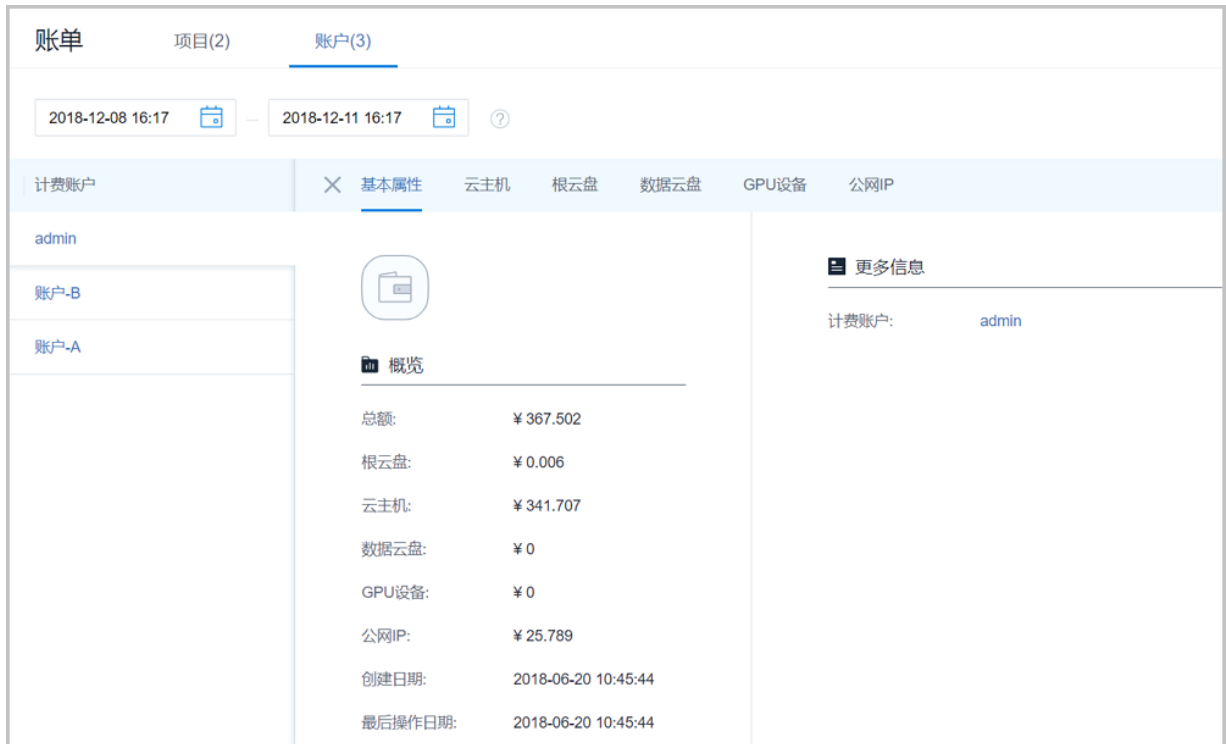 账单 项目(2) 账户(3)
2018-12-08 16:17 – 2018-12-11 16:17 ?
计费账户 基本属性 云主机 根云盘 数据云盘 GPU设备 公网IP
admin
账户-B
账户-A
概览
总额: ¥ 367.502
根云盘: ¥ 0.006
云主机: ¥ 341.707
数据云盘: ¥ 0
GPU设备: ¥ 0
公网IP: ¥ 25.789
创建日期: 2018-06-20 10:45:44
最后操作日期: 2018-06-20 10:45:44
更多信息
计费账户: admin